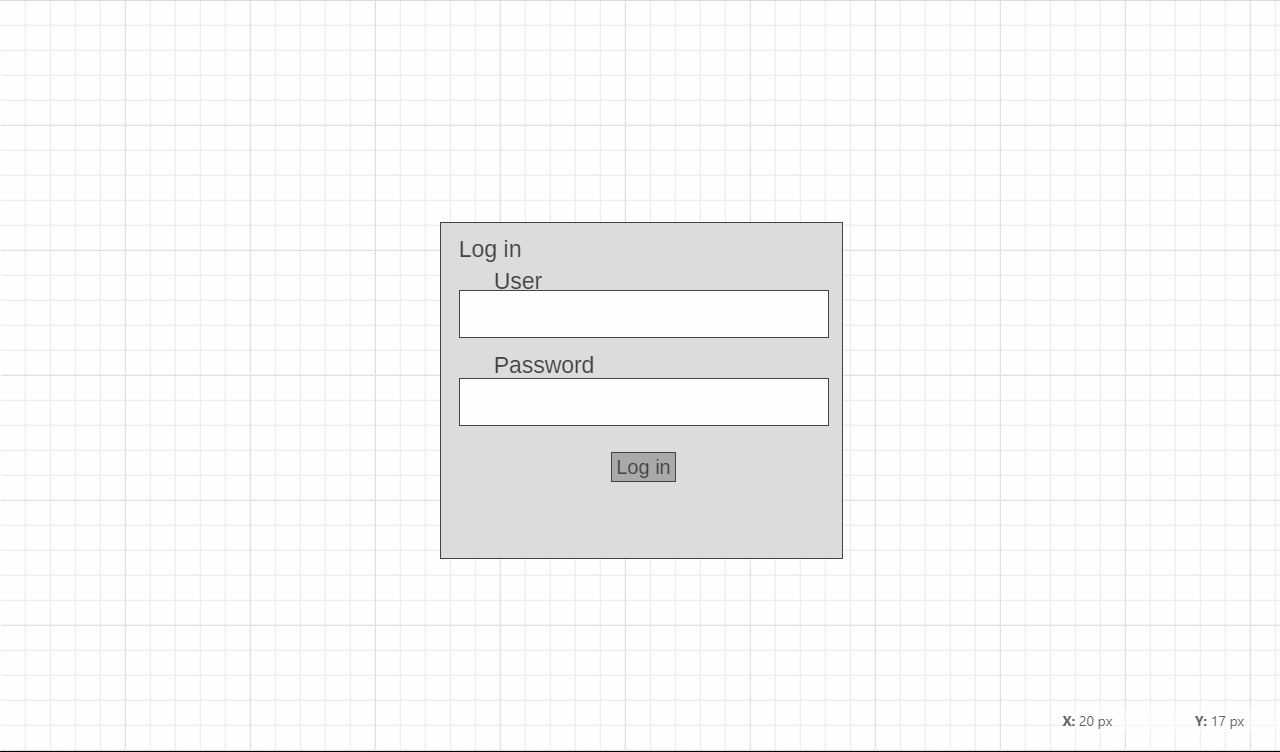 Log in
User
Password
Log in
X: 20 px Y: 17 px